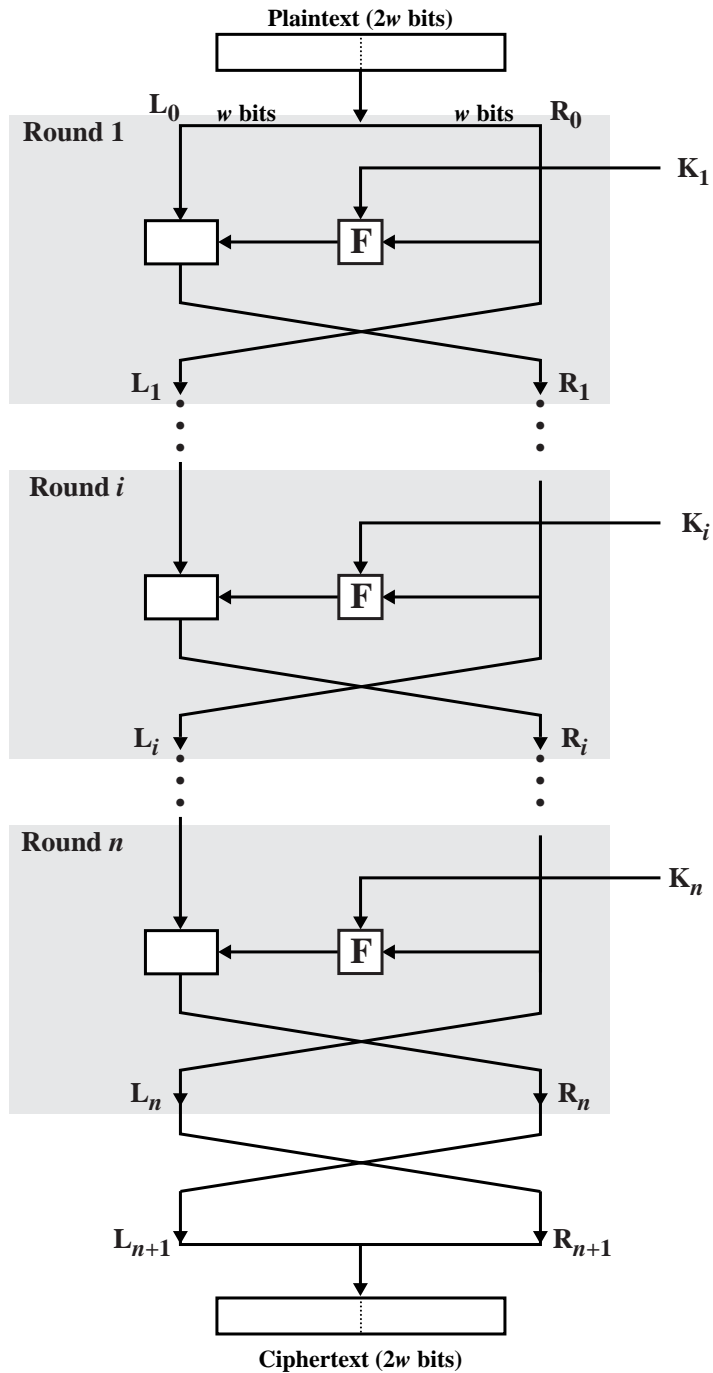 Plaintext (2w bits)
L0 w bits w bits R0
Round 1
K1
F
L1 R1
Round i
Ki
F
Li Ri
Round n
Kn
F
Ln Rn
Ln+1 Rn+1
Ciphertext (2w bits)